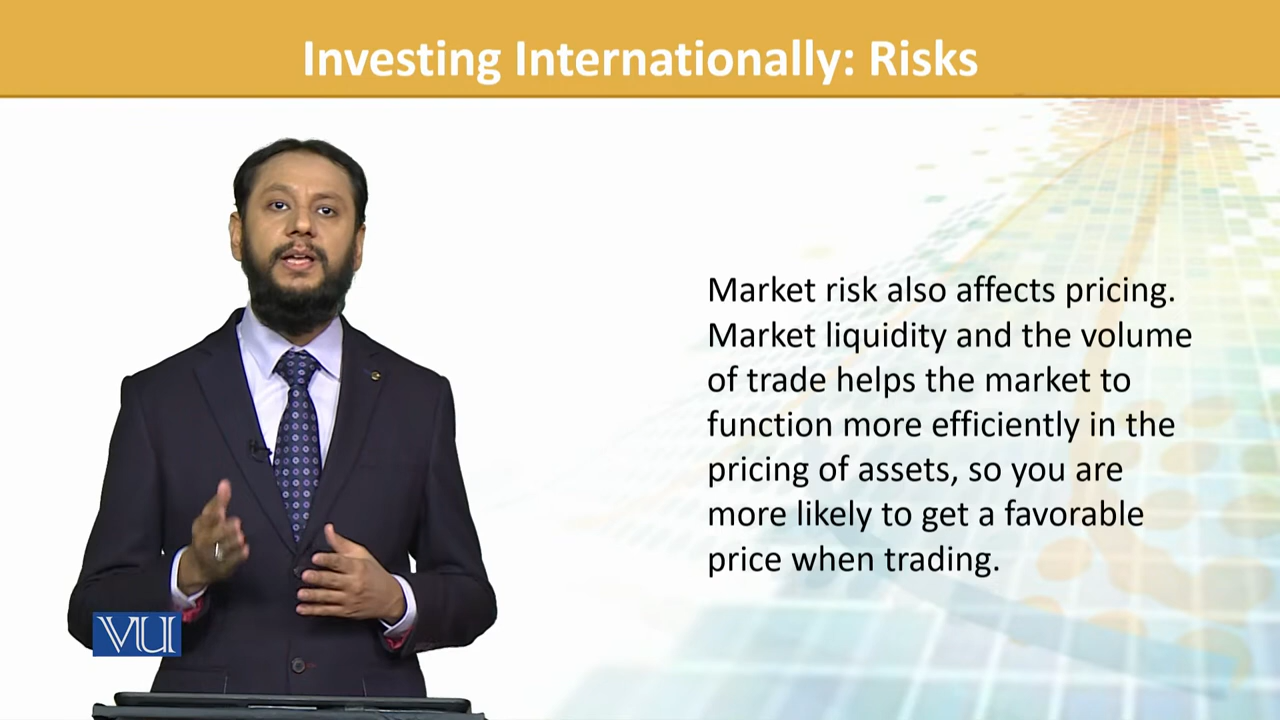 Investing Internationally: Risks
Market risk also affects pricing.
Market liquidity and the volume
of trade helps the market to
function more efficiently in the
pricing of assets, so you are
more likely to get a favorable
price when trading.
VU